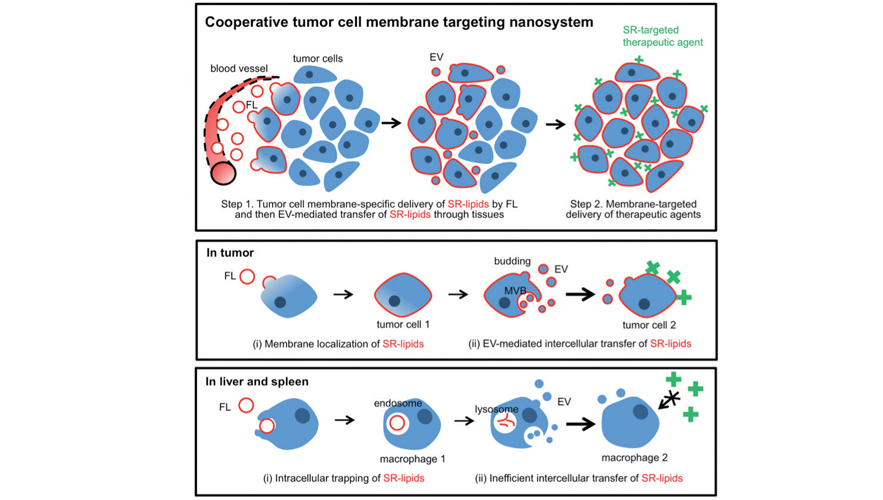 Cooperative tumor cell membrane targeting nanosystem
SR-targeted
therapeutic agent
blood vessel
tumor cells
EV
FL
Step 1. Tumor cell membrane-specific delivery of SR-lipids by FL
and then EV-mediated transfer of SR-lipids through tissues
Step 2. Membrane-targeted
delivery of therapeutic agents
In tumor
FL
budding
EV
MVB
tumor cell 1
tumor cell 2
(i) Membrane localization of SR-lipids
(ii) EV-mediated intercellular transfer of SR-lipids
In liver and spleen
FL
endosome
lysosome
EV
macrophage 1
macrophage 2
(i) Intracellular trapping of SR-lipids
(ii) Inefficient intercellular transfer of SR-lipids